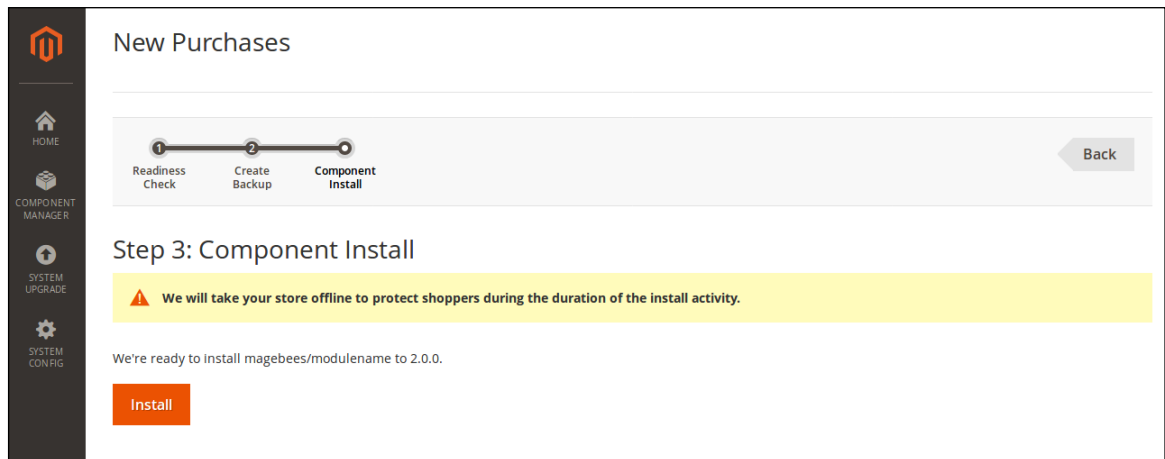 New Purchases
HOME
COMPONENT
MANAGER
SYSTEM
UPGRADE
SYSTEM
CONFIG
1
2
Readiness
Check
Create
Backup
Component
Install
Back
Step 3: Component Install
We will take your store offline to protect shoppers during the duration of the install activity.
We're ready to install magebees/modulename to 2.0.0.
Install